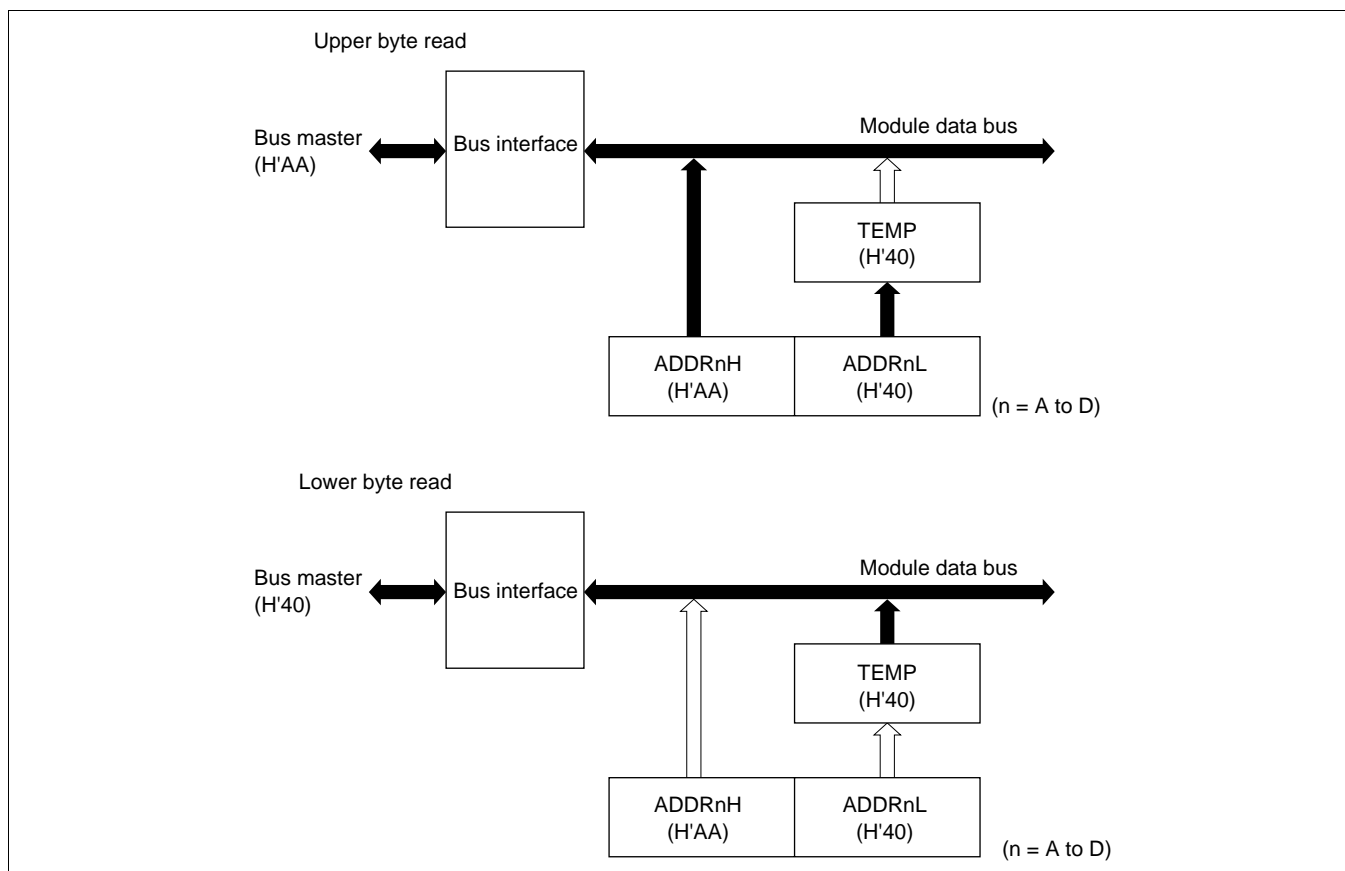 Upper byte read
Bus master
(H'AA)
Bus interface
Module data bus
TEMP
(H'40)
ADDRnH
(H'AA)
ADDRnL
(H'40)
(n = A to D)
Lower byte read
Bus master
(H'40)
Bus interface
Module data bus
TEMP
(H'40)
ADDRnH
(H'AA)
ADDRnL
(H'40)
(n = A to D)